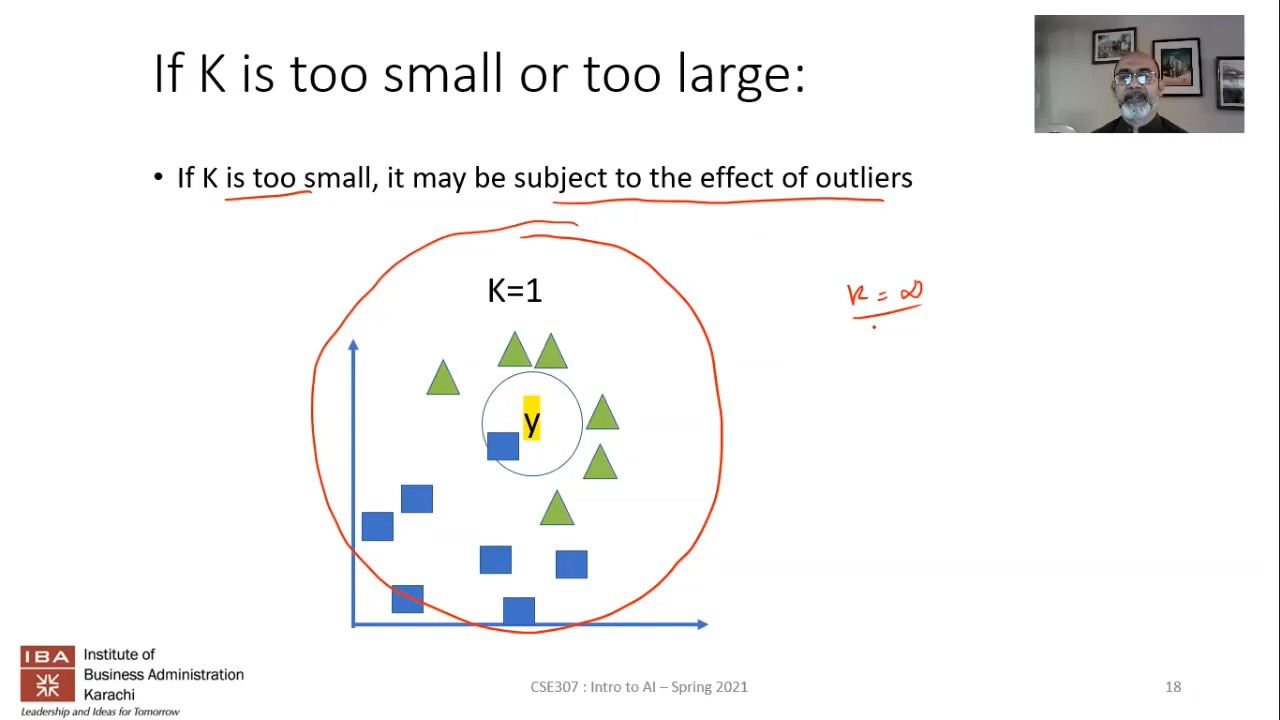 If K is too small or too large:
• If K is too small, it may be subject to the effect of outliers
K=1
K = ∞
y
IBA
Institute of
Business Administration
Karachi
Leadership and Ideas for Tomorrow
CSE307 : Intro to AI – Spring 2021
18